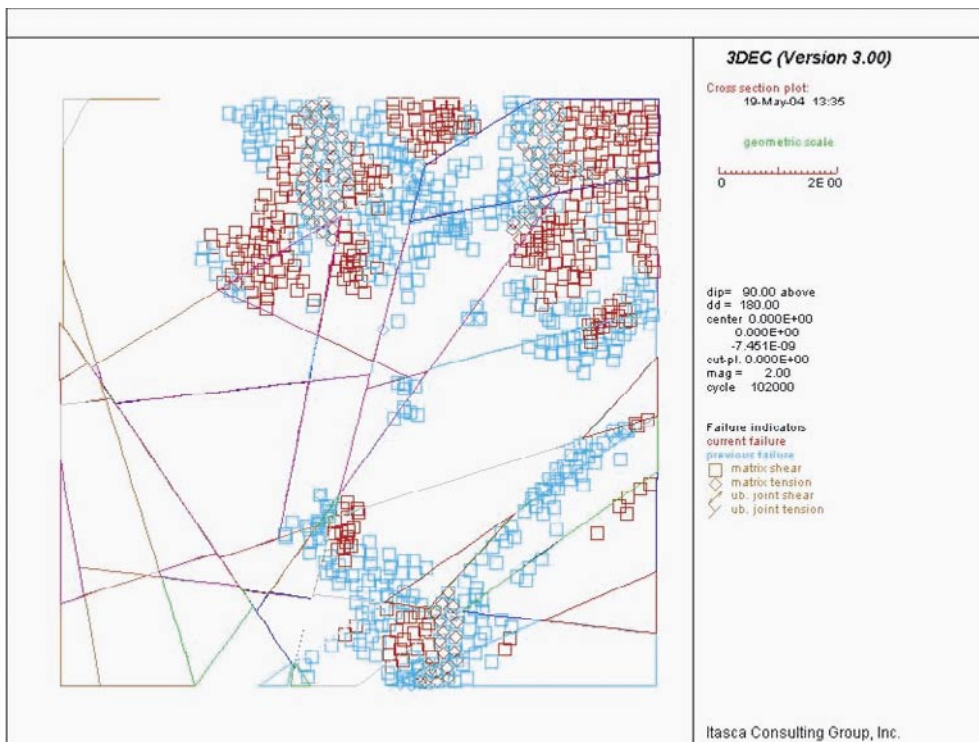 3DEC (Version 3.00)
Cross section plot:
19-May-04 13:35
geometric scale
0 2E 00
dip= 90.00 above
dd = 180.00
center 0.000E+00
0.000E+00
-7.451E-09
cut-pl. 0.000E+00
mag = 2.00
cycle 102000
Failure indicators
current failure
previous failure
matrix shear
matrix tension
ub. joint shear
ub. joint tension
Itasca Consulting Group, Inc.